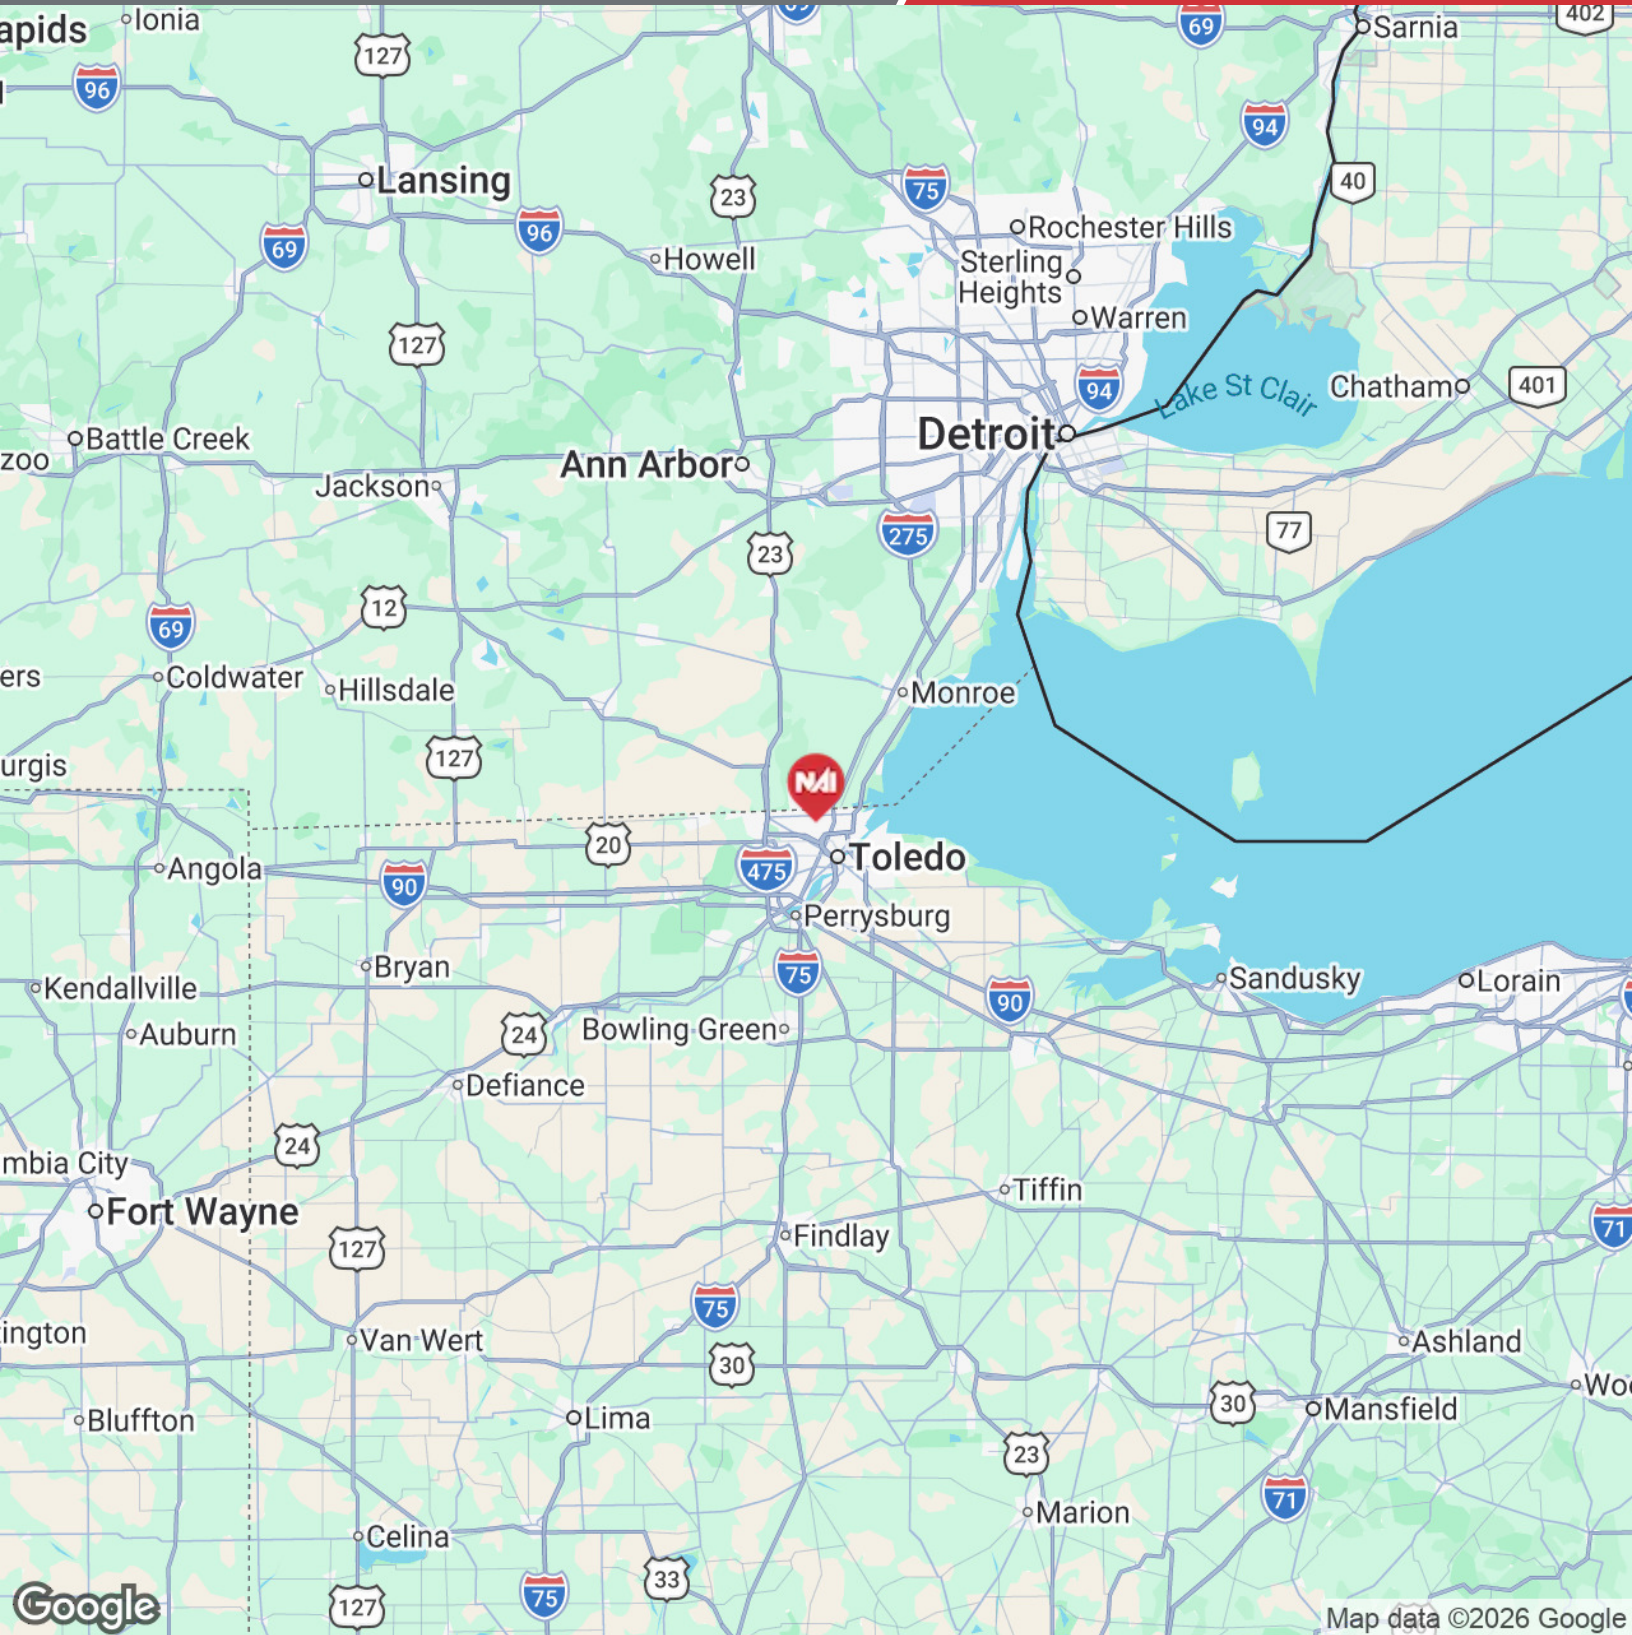 apids
Ionia
127
69
69
402
Sarnia
96
94
Lansing
75
40
23
Rochester Hills
69
96
Howell
Sterling
Heights
Warren
127
94
Lake St Clair
Chatham
401
Battle Creek
Detroit
zoo
Ann Arbor
Jackson
275
77
23
12
69
ers
Coldwater
Hillsdale
Monroe
urgis
127
NAI
20
Toledo
Angola
475
90
Perrysburg
Bryan
75
Kendallville
90
Sandusky
Lorain
Auburn
24
Bowling Green
Defiance
24
mbia City
Tiffin
Fort Wayne
127
Findlay
71
75
ington
Van Wert
30
Ashland
Woo
30
Mansfield
Bluffton
Lima
23
71
Marion
Celina
33
75
127
Google
Map data ©2026 Google